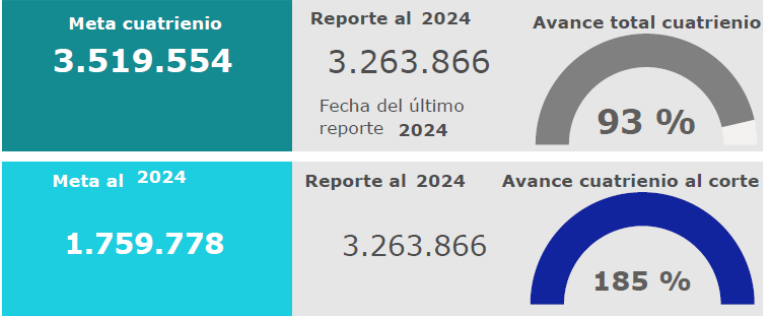 Meta cuatrienio
3.519.554
Reporte al 2024
3.263.866
Fecha del último
reporte 2024
Avance total cuatrienio
93 %
Meta al 2024
1.759.778
Reporte al 2024
3.263.866
Avance cuatrienio al corte
185 %